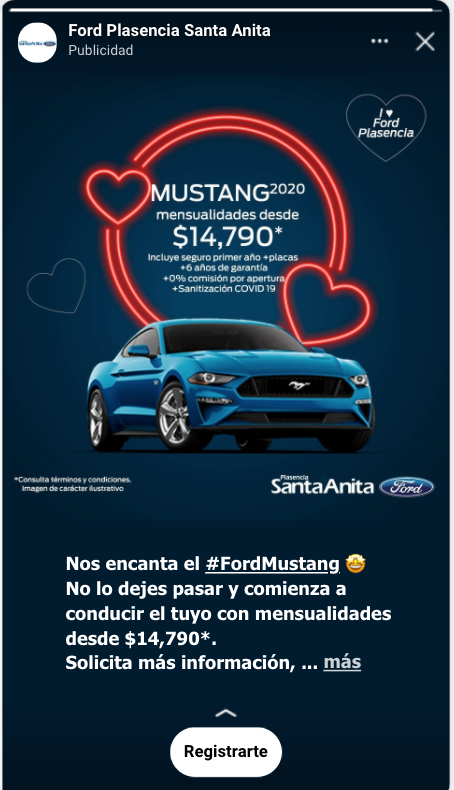 Ford Plasencia Santa Anita
Publicidad
I ♥
Ford
Plasencia
MUSTANG2020
mensualidades desde
$14,790*
Incluye seguro primer año +placas
+6 años de garantía
+0% comisión por apertura
+Sanitización COVID 19
*Consulta términos y condiciones.
Imagen de carácter ilustrativo
Plasencia
SantaAnita Ford
Nos encanta el #FordMustang 🤩
No lo dejes pasar y comienza a
conducir el tuyo con mensualidades
desde $14,790*.
Solicita más información, ... más
Registrarte